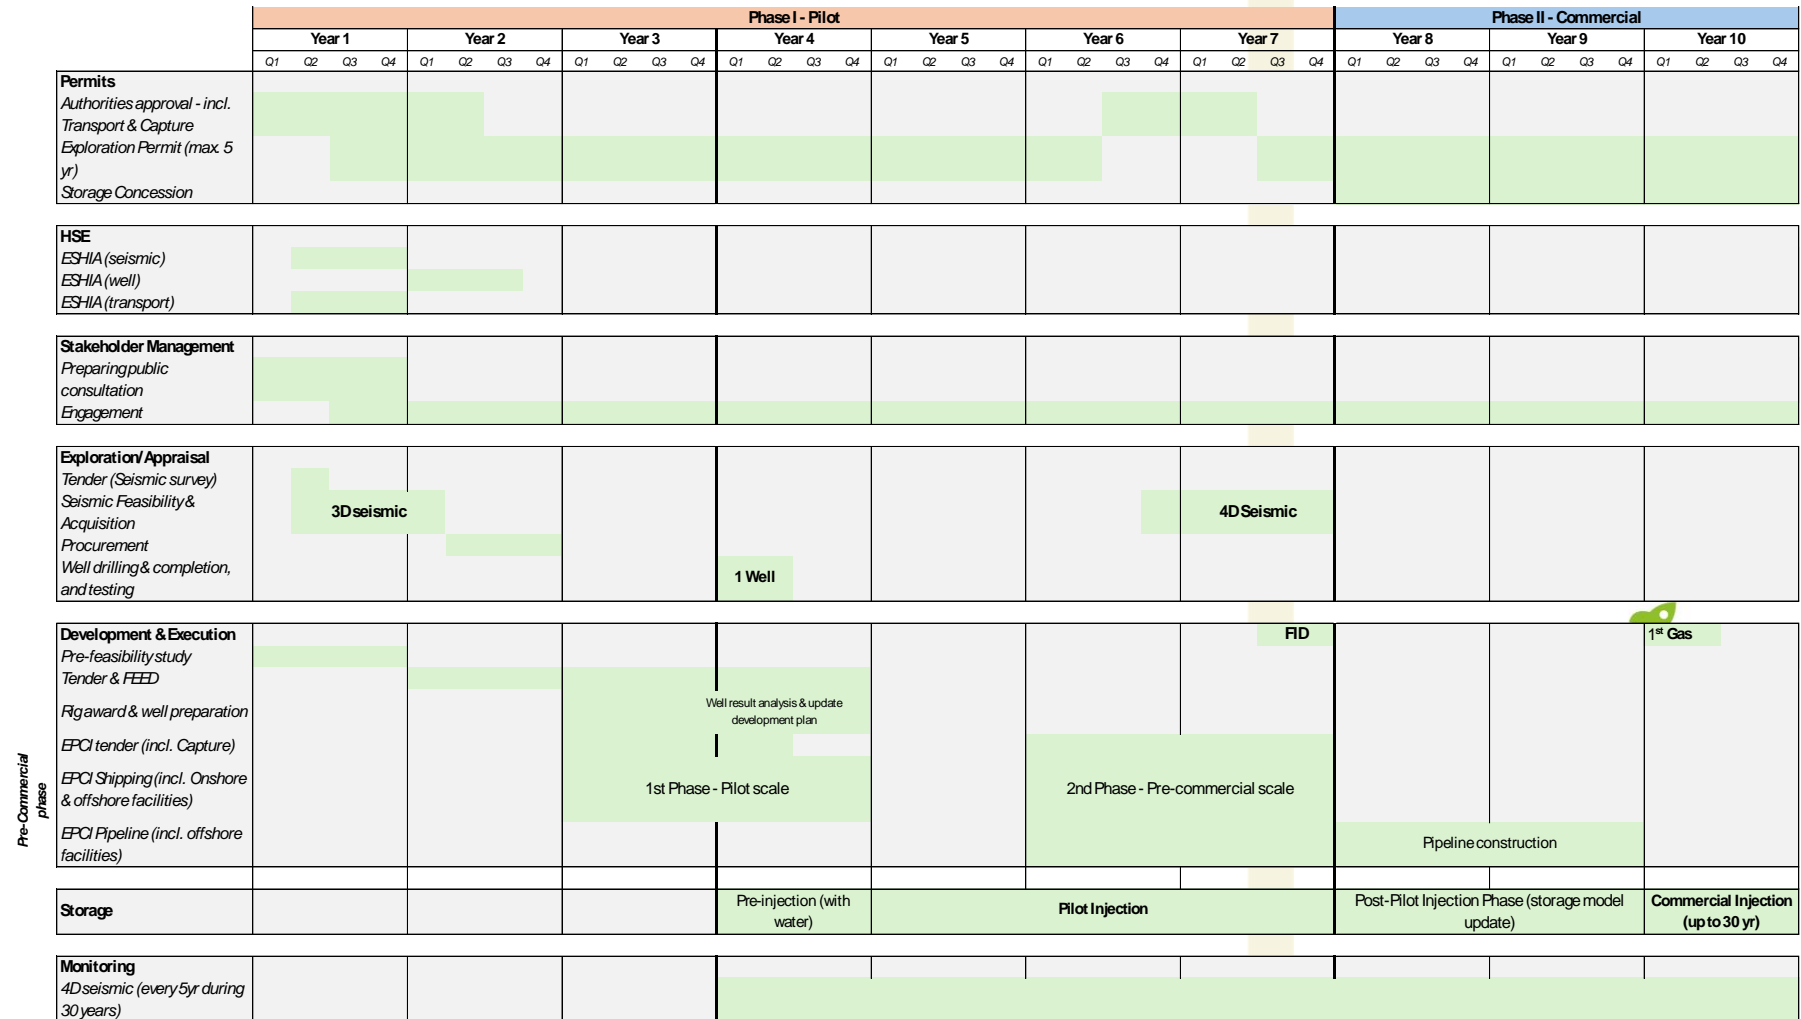 Phase I - Pilot Phase II - Commercial
Year 1 Year 2 Year 3 Year 4 Year 5 Year 6 Year 7 Year 8 Year 9 Year 10
Q1 Q2 Q3 Q4 Q1 Q2 Q3 Q4 Q1 Q2 Q3 Q4 Q1 Q2 Q3 Q4 Q1 Q2 Q3 Q4 Q1 Q2 Q3 Q4 Q1 Q2 Q3 Q4 Q1 Q2 Q3 Q4 Q1 Q2 Q3 Q4 Q1 Q2 Q3 Q4
Permits
Authorities approval - incl.
Transport & Capture
Exploration Permit (max. 5
yr)
Storage Concession
HSE
ESHIA (seismic)
ESHIA (well)
ESHIA (transport)
Stakeholder Management
Preparing public
consultation
Engagement
Exploration/Appraisal
Tender (Seismic survey)
Seismic Feasibility &
Acquisition
3D seismic
4D Seismic
Procurement
Well drilling & completion,
and testing
1 Well
Development & Execution
FID
1st Gas
Pre-feasibility study
Tender & FEED
Rig award & well preparation
Well result analysis & update
development plan
EPCI tender (incl. Capture)
EPCI Shipping (incl. Onshore
& offshore facilities)
1st Phase - Pilot scale
2nd Phase - Pre-commercial scale
EPCI Pipeline (incl. offshore
facilities)
Pipeline construction
Pre-Commercial
phase
Storage
Pre-injection (with
water)
Pilot Injection
Post-Pilot Injection Phase (storage model
update)
Commercial Injection
(up to 30 yr)
Monitoring
4D seismic (every 5yr during
30 years)